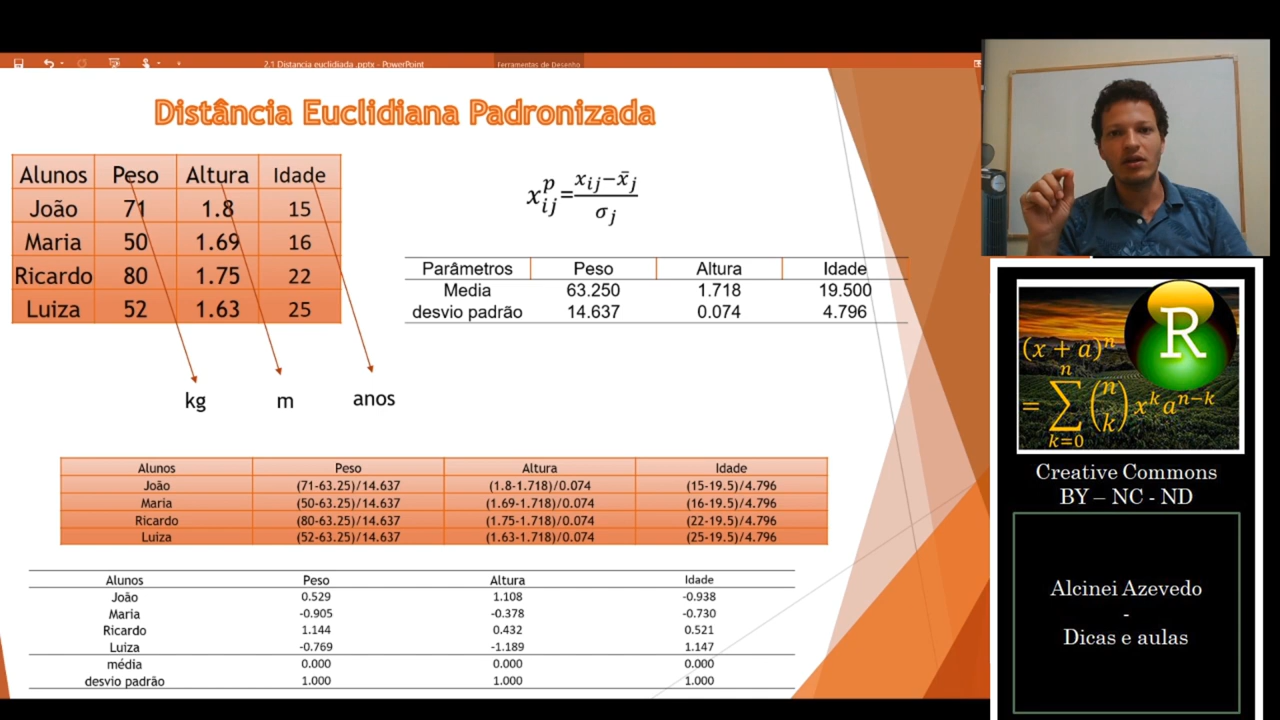 2.1 Distancia euclidiada .pptx - PowerPoint
Ferramentas de Desenho
Distância Euclidiana Padronizada
Alunos Peso Altura Idade
João 71 1.8 15
Maria 50 1.69 16
Ricardo 80 1.75 22
Luiza 52 1.63 25
kg m anos
x_{ij}^{p}=\frac{x_{ij}-\bar{x}_j}{\sigma_j}
Parâmetros Peso Altura Idade
Media 63.250 1.718 19.500
desvio padrão 14.637 0.074 4.796
Alunos Peso Altura Idade
João (71-63.25)/14.637 (1.8-1.718)/0.074 (15-19.5)/4.796
Maria (50-63.25)/14.637 (1.69-1.718)/0.074 (16-19.5)/4.796
Ricardo (80-63.25)/14.637 (1.75-1.718)/0.074 (22-19.5)/4.796
Luiza (52-63.25)/14.637 (1.63-1.718)/0.074 (25-19.5)/4.796
Alunos Peso Altura Idade
João 0.529 1.108 -0.938
Maria -0.905 -0.378 -0.730
Ricardo 1.144 0.432 0.521
Luiza -0.769 -1.189 1.147
média 0.000 0.000 0.000
desvio padrão 1.000 1.000 1.000
R
(x + a)^n
= \sum_{k=0}^{n} \binom{n}{k} x^k a^{n-k}
Creative Commons
BY – NC - ND
Alcinei Azevedo
-
Dicas e aulas